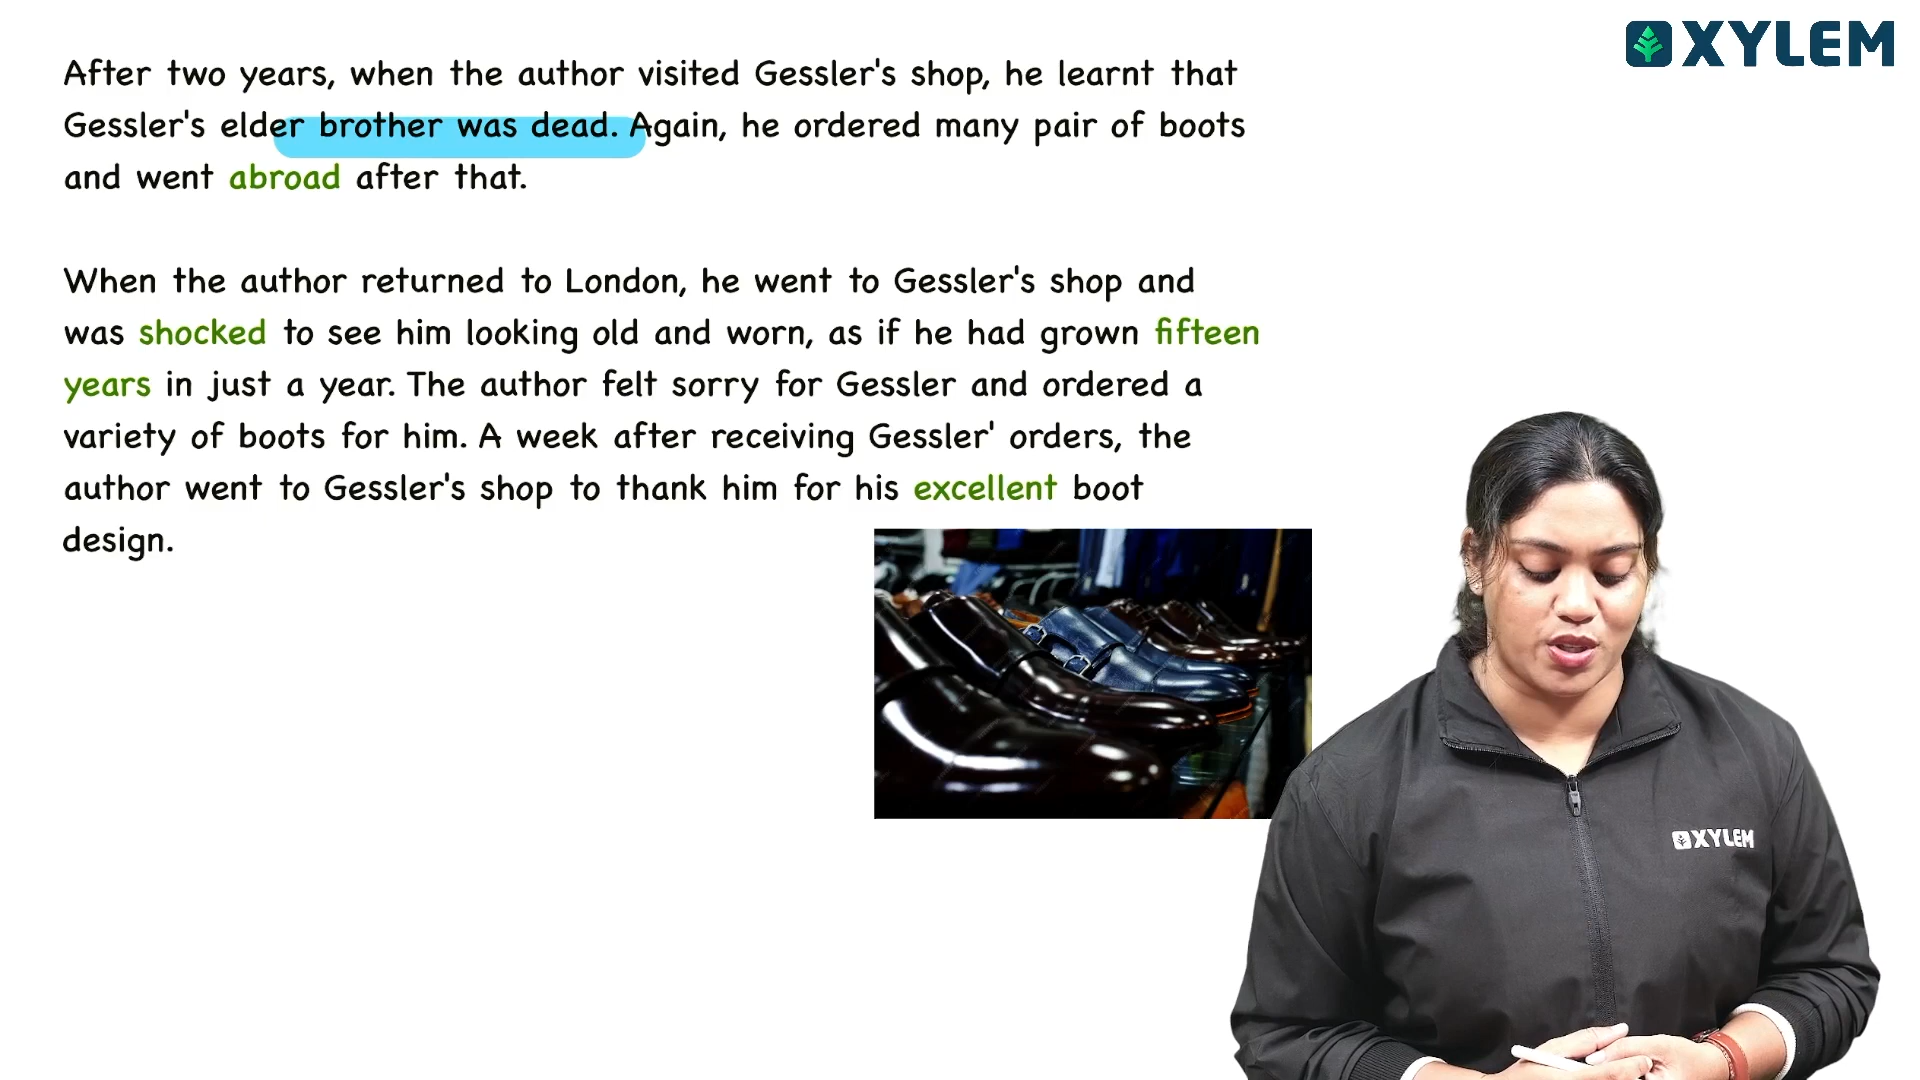 XYLEM
After two years, when the author visited Gessler's shop, he learnt that
Gessler's elder brother was dead. Again, he ordered many pair of boots
and went abroad after that.
When the author returned to London, he went to Gessler's shop and
was shocked to see him looking old and worn, as if he had grown fifteen
years in just a year. The author felt sorry for Gessler and ordered a
variety of boots for him. A week after receiving Gessler' orders, the
author went to Gessler's shop to thank him for his excellent boot
design.
XYLEM